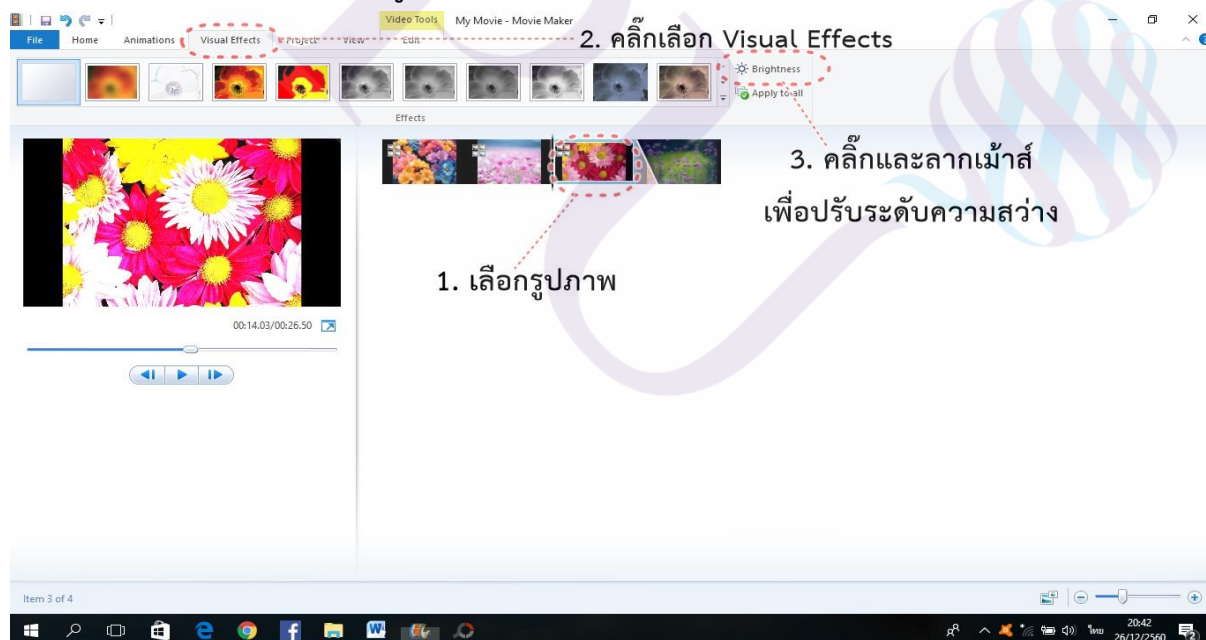 Video Tools
My Movie - Movie Maker
File Home Animations Visual Effects Project View Edit
2. คลิ๊กเลือก Visual Effects
Brightness
Apply to all
Effects
3. คลิ๊กและลากเม้าส์
เพื่อปรับระดับความสว่าง
1. เลือกรูปภาพ
00:14.03/00:26.50
Item 3 of 4
ไทย
20:42
26/12/2560